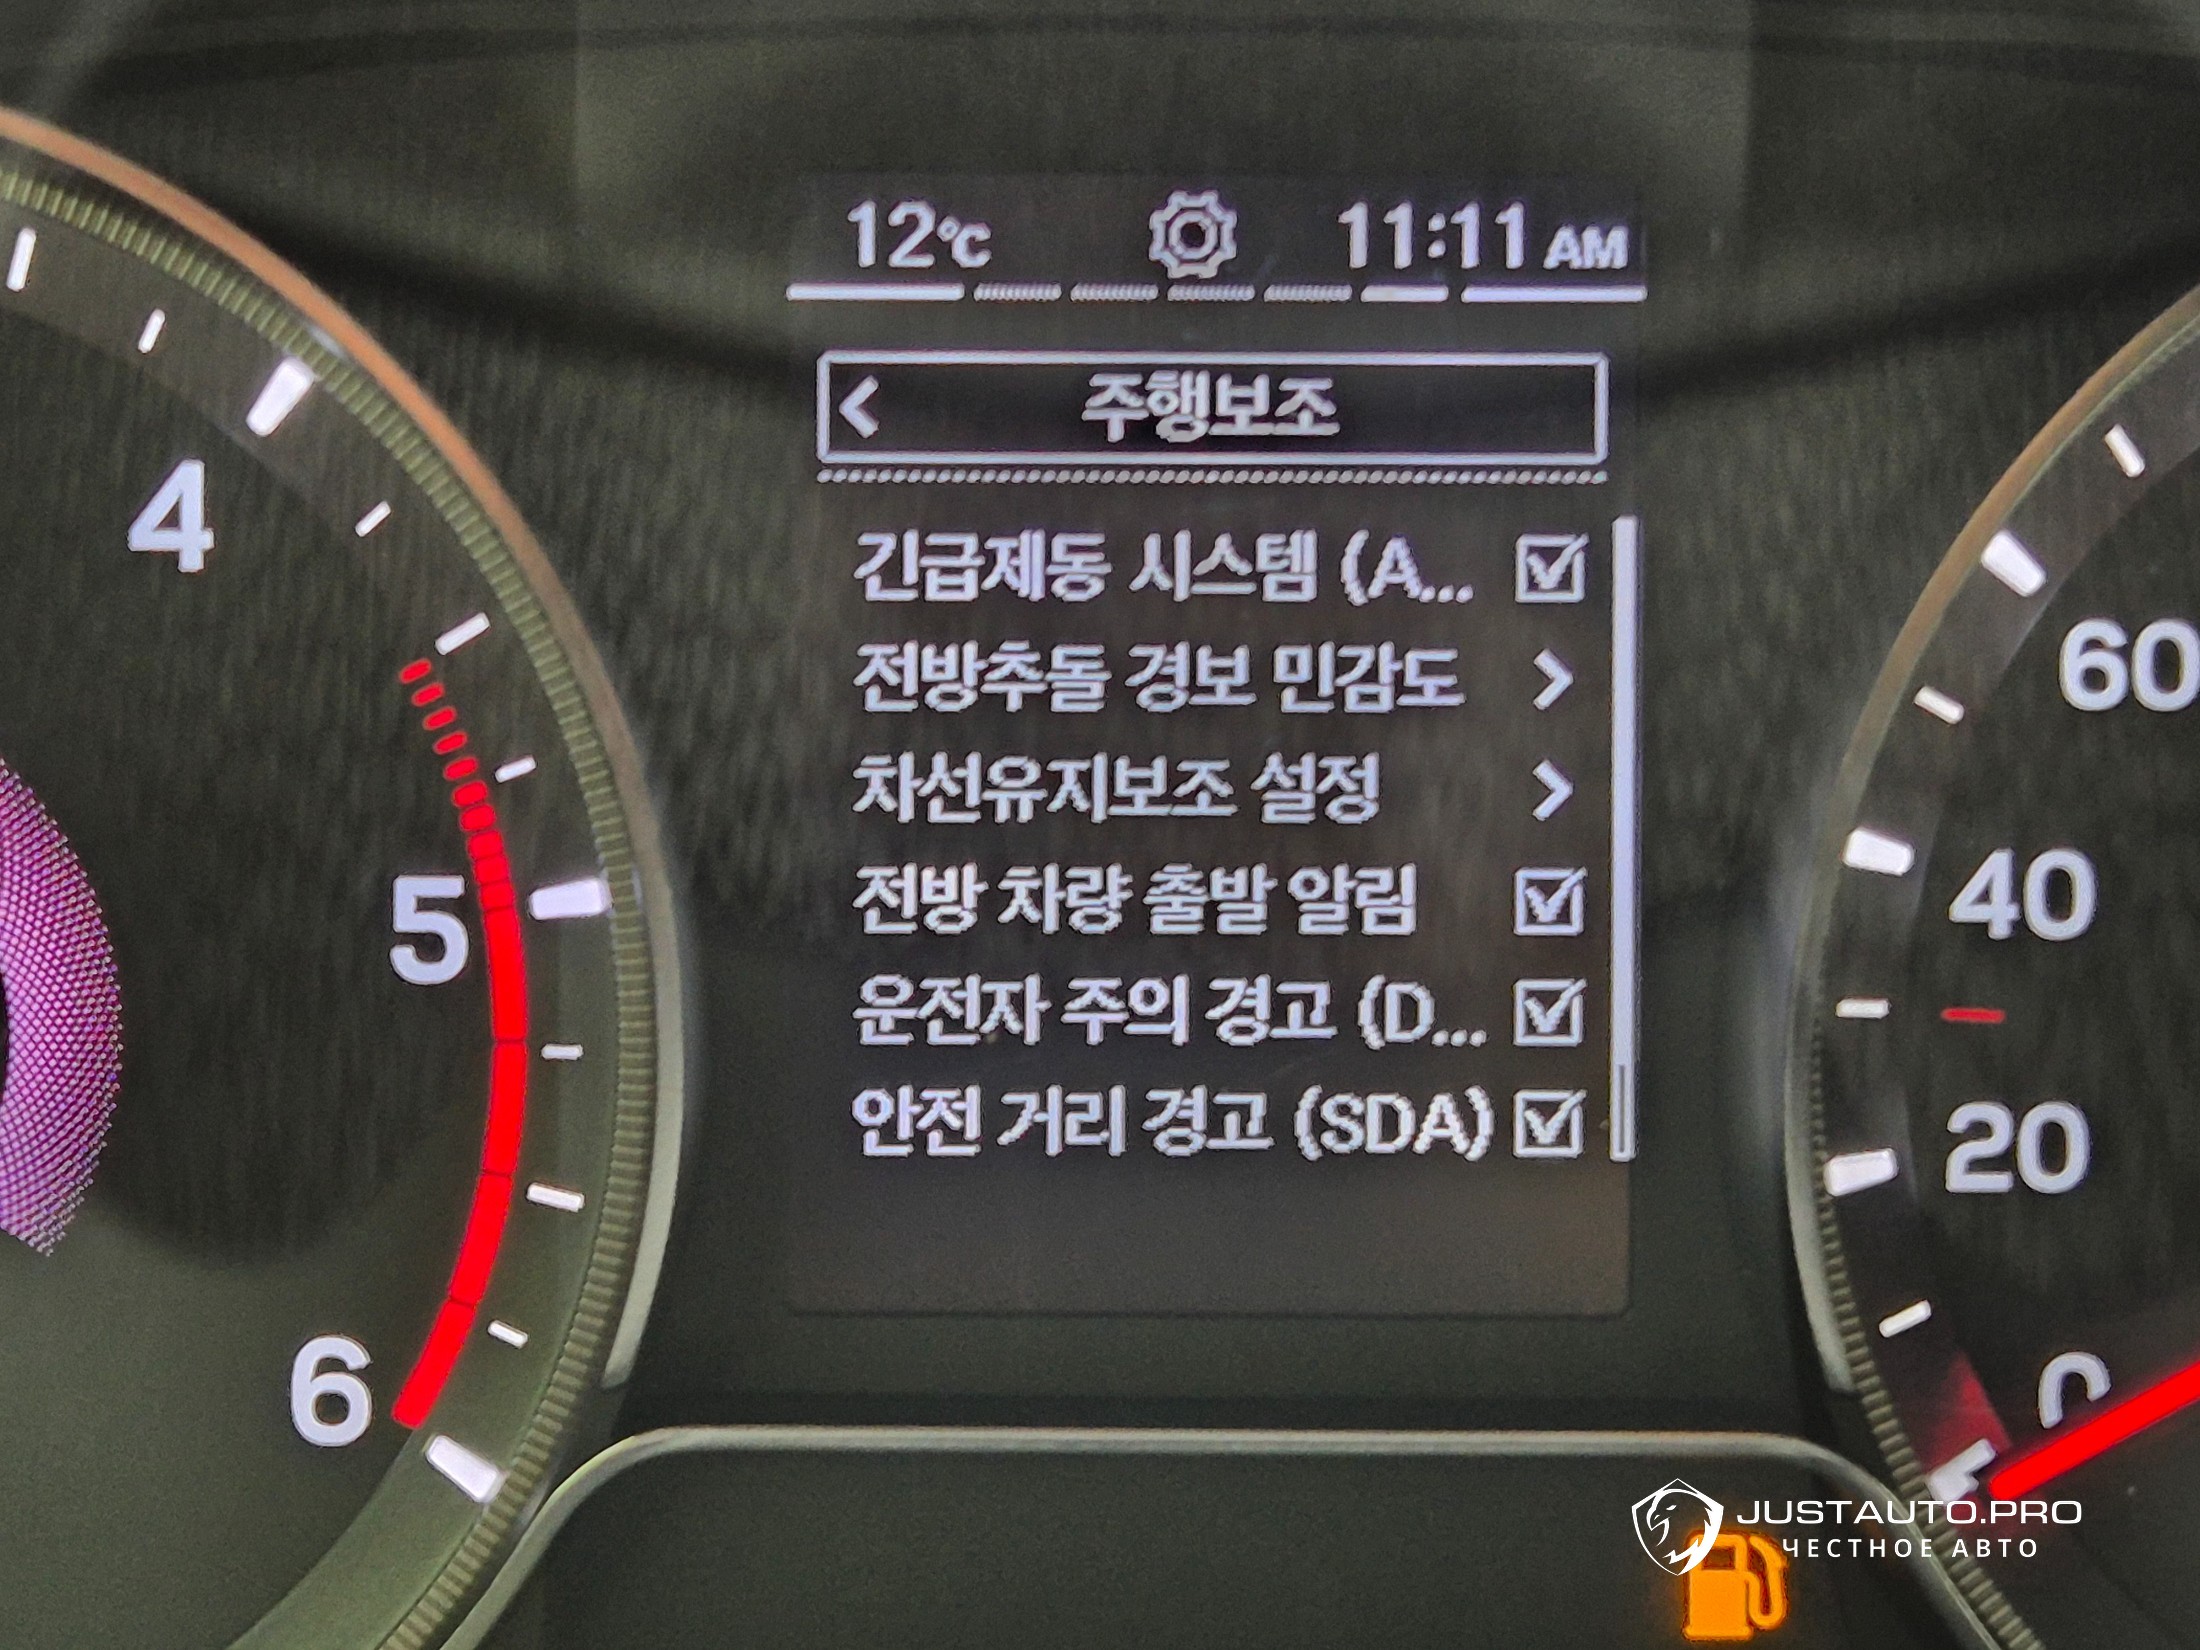 12℃ 11:11 AM
주행보조
긴급제동 시스템 (A...
전방추돌 경보 민감도
차선유지보조 설정
전방 차량 출발 알림
운전자 주의 경고 (D...
안전 거리 경고 (SDA)
4
5
6
60
40
20
0
JUSTAUTO.PRO
ЧЕСТНОЕ АВТО